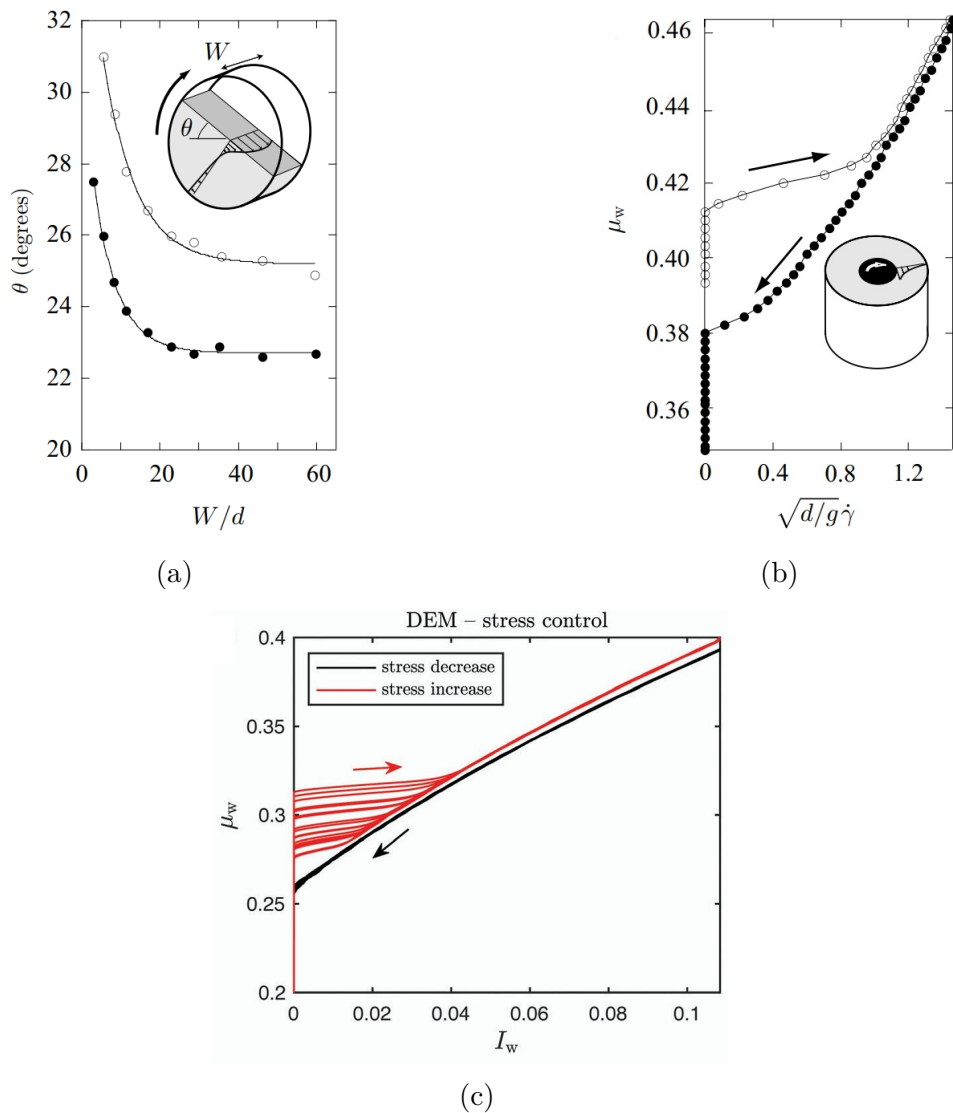 32
30
28
26
24
22
20
θ (degrees)
0
20
40
60
W/d
W
θ
(a)
0.46
0.44
0.42
0.40
0.38
0.36
μw
0
0.4
0.8
1.2
√d/g γ̇
(b)
DEM – stress control
stress decrease
stress increase
0.4
0.35
0.3
0.25
0.2
μw
0
0.02
0.04
0.06
0.08
0.1
Iw
(c)